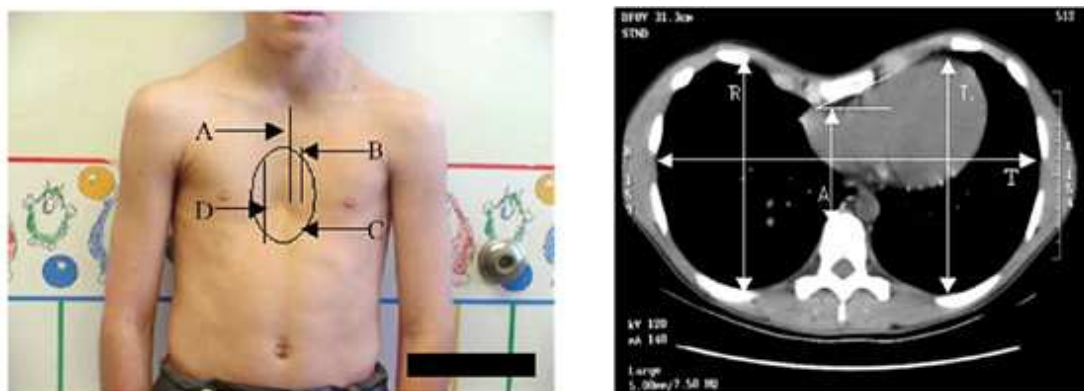 A
B
D
C
DFOV 31.3cm
STND
R
L
T
A
kV 120
mA 140
Large
5.00mm/7.50 HQ